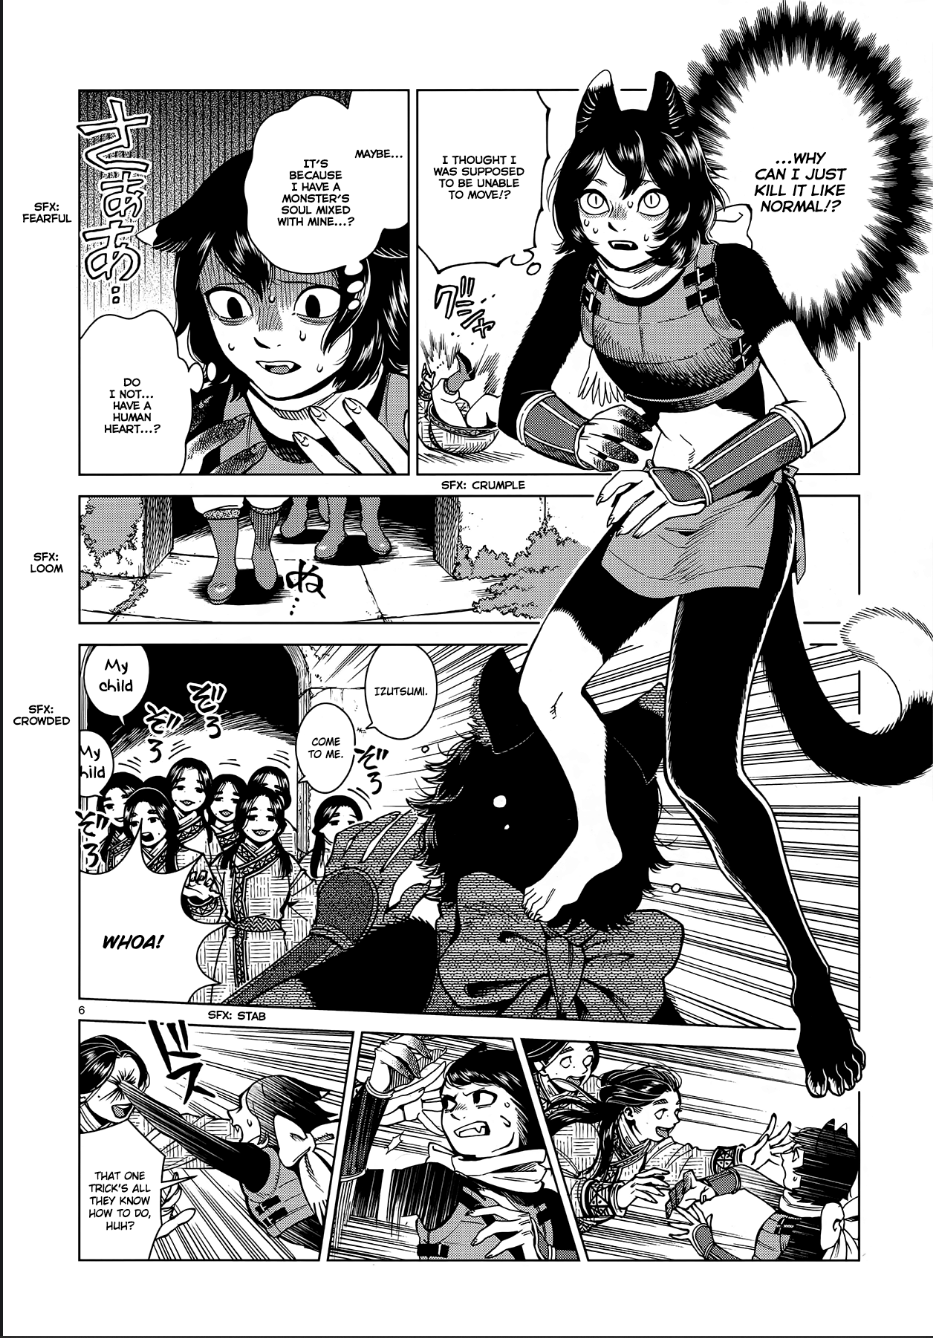 ...WHY
CAN I JUST
KILL IT LIKE
NORMAL!?
I THOUGHT I
WAS SUPPOSED
TO BE UNABLE
TO MOVE!?
グシャ
SFX: CRUMPLE
MAYBE...
IT'S
BECAUSE
I HAVE A
MONSTER'S
SOUL MIXED
WITH MINE...?
さぁぁあ...
SFX:
FEARFUL
DO
I NOT...
HAVE A
HUMAN
HEART...?
SFX:
LOOM
ぬ...
SFX:
CROWDED
IZUTSUMI.
COME
TO ME.
My
child
My
child
ぞろ
ぞろ
ぞろ
ぞろ
WHOA!
6
SFX: STAB
ドス
THAT ONE
TRICK'S ALL
THEY KNOW
HOW TO DO,
HUH?